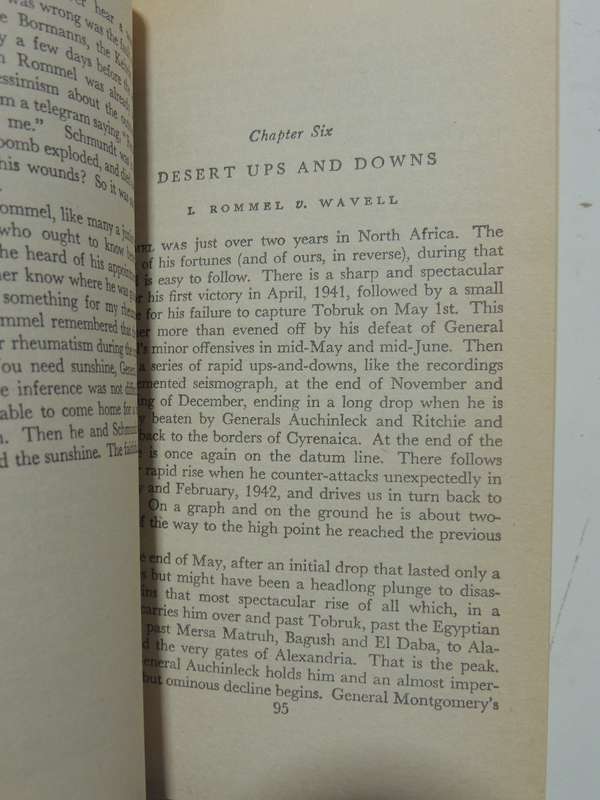 ver hear a
was wrong was the
e Bormanns, the
y a few days before
n Rommel was already
essimism about the
m a telegram saying,
me." Schmundt was
bomb exploded, and died
his wounds? So it was
ommel, like many a
who ought to know
he heard of his appointment
her know where he was
something for my
mmel remembered that
r rheumatism during the
You need sunshine,
e inference was not
able to come home for a
n. Then he and
d the sunshine. The
Chapter Six
DESERT UPS AND DOWNS
I. ROMMEL v. WAVELL
MEL WAS just over two years in North Africa. The
of his fortunes (and of ours, in reverse), during that
is easy to follow. There is a sharp and spectacular
his first victory in April, 1941, followed by a small
for his failure to capture Tobruk on May 1st. This
er more than evened off by his defeat of General
's minor offensives in mid-May and mid-June. Then
a series of rapid ups-and-downs, like the recordings
mented seismograph, at the end of November and
ng of December, ending in a long drop when he is
y beaten by Generals Auchinleck and Ritchie and
back to the borders of Cyrenaica. At the end of the
e is once again on the datum line. There follows
rapid rise when he counter-attacks unexpectedly in
y and February, 1942, and drives us in turn back to
On a graph and on the ground he is about two-
f the way to the high point he reached the previous
e end of May, after an initial drop that lasted only a
s but might have been a headlong plunge to disas-
ins that most spectacular rise of all which, in a
carries him over and past Tobruk, past the Egyptian
past Mersa Matruh, Bagush and El Daba, to Ala-
d the very gates of Alexandria. That is the peak.
eneral Auchinleck holds him and an almost imper-
but ominous decline begins. General Montgomery's
95